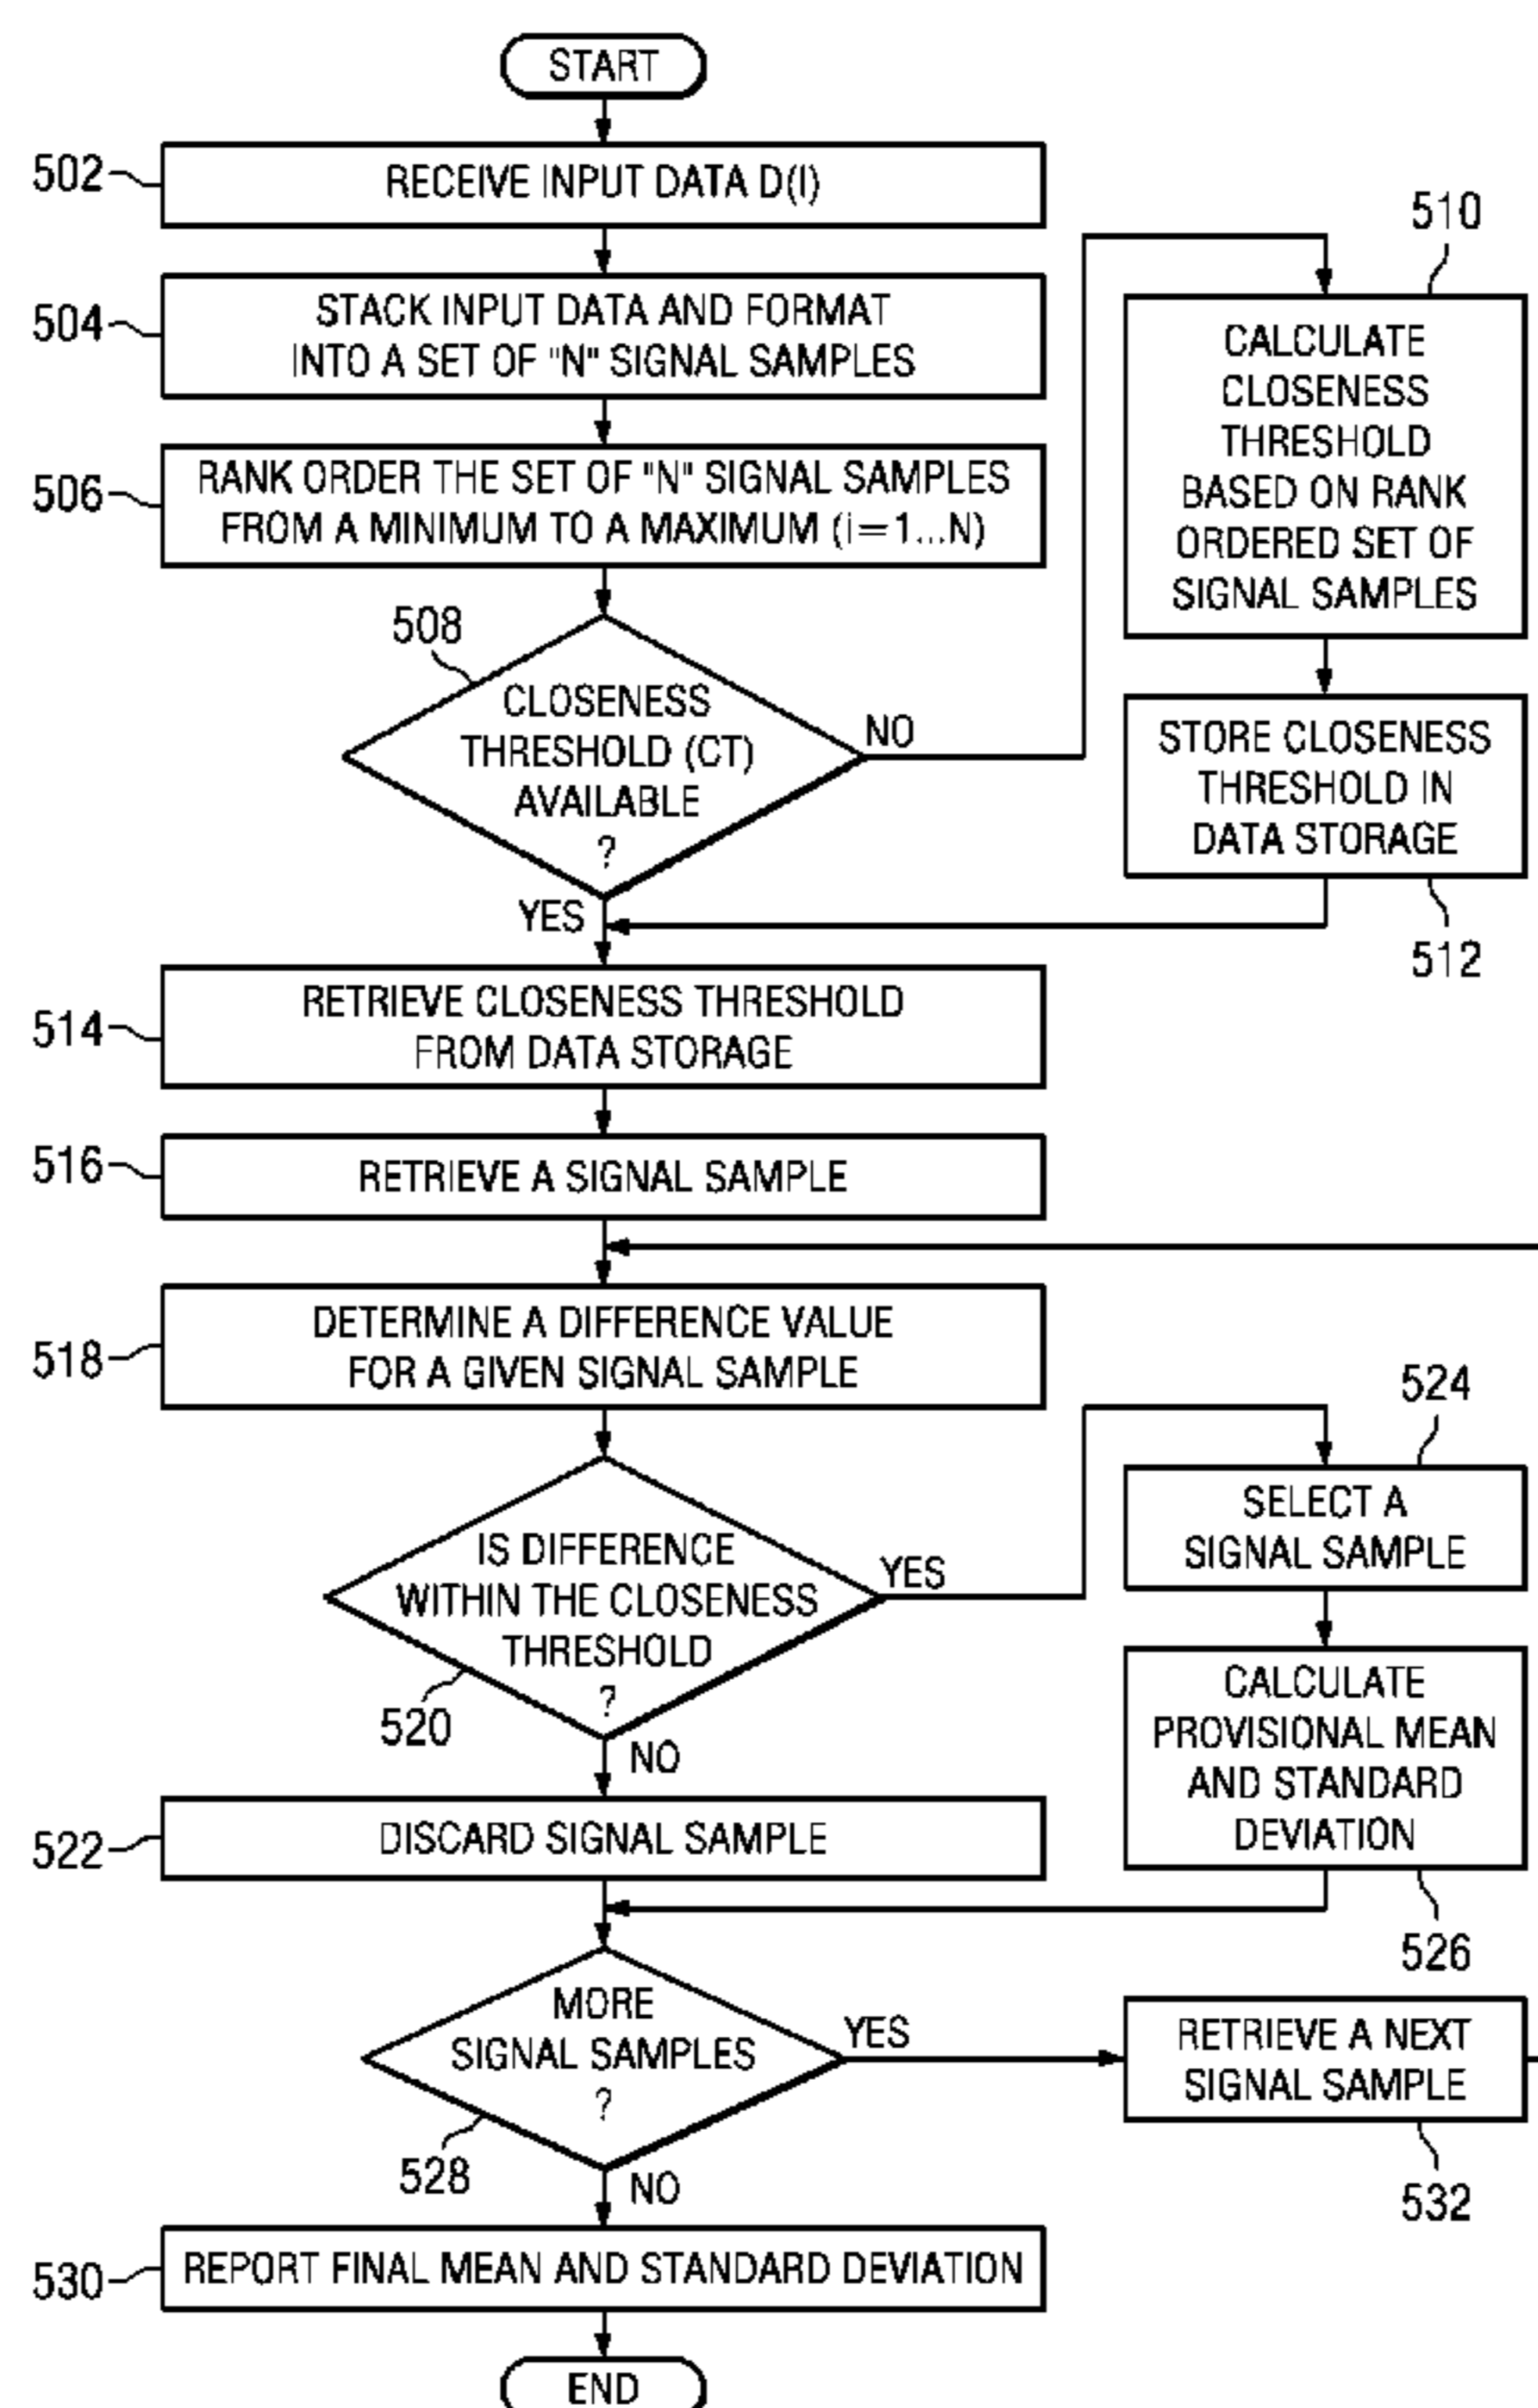 START
502
RECEIVE INPUT DATA D(I)
504
STACK INPUT DATA AND FORMAT
INTO A SET OF "N" SIGNAL SAMPLES
506
RANK ORDER THE SET OF "N" SIGNAL SAMPLES
FROM A MINIMUM TO A MAXIMUM (i=1...N)
508
CLOSENESS
THRESHOLD (CT)
AVAILABLE
?
NO
510
CALCULATE
CLOSENESS
THRESHOLD
BASED ON RANK
ORDERED SET OF
SIGNAL SAMPLES
STORE CLOSENESS
THRESHOLD IN
DATA STORAGE
512
YES
514
RETRIEVE CLOSENESS THRESHOLD
FROM DATA STORAGE
516
RETRIEVE A SIGNAL SAMPLE
518
DETERMINE A DIFFERENCE VALUE
FOR A GIVEN SIGNAL SAMPLE
IS DIFFERENCE
WITHIN THE CLOSENESS
THRESHOLD
?
520
YES
524
SELECT A
SIGNAL SAMPLE
CALCULATE
PROVISIONAL MEAN
AND STANDARD
DEVIATION
526
NO
522
DISCARD SIGNAL SAMPLE
MORE
SIGNAL SAMPLES
?
528
YES
RETRIEVE A NEXT
SIGNAL SAMPLE
532
NO
530
REPORT FINAL MEAN AND STANDARD DEVIATION
END